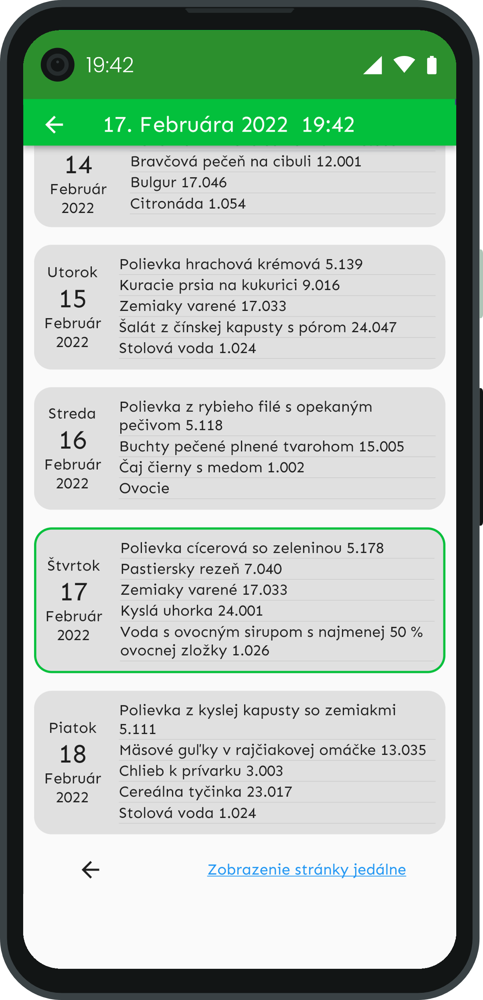 19:42
17. Februára 2022 19:42
14
Február
2022
Bravčová pečeň na cibuli 12.001
Bulgur 17.046
Citronáda 1.054
Utorok
15
Február
2022
Polievka hrachová krémová 5.139
Kuracie prsia na kukurici 9.016
Zemiaky varené 17.033
Šalát z čínskej kapusty s pórom 24.047
Stolová voda 1.024
Streda
16
Február
2022
Polievka z rybieho filé s opekaným
pečivom 5.118
Buchty pečené plnené tvarohom 15.005
Čaj čierny s medom 1.002
Ovocie
Štvrtok
17
Február
2022
Polievka cícerová so zeleninou 5.178
Pastiersky rezeň 7.040
Zemiaky varené 17.033
Kyslá uhorka 24.001
Voda s ovocným sirupom s najmenej 50 %
ovocnej zložky 1.026
Piatok
18
Február
2022
Polievka z kyslej kapusty so zemiakmi
5.111
Mäsové guľky v rajčiakovej omáčke 13.035
Chlieb k prívarku 3.003
Cereálna tyčinka 23.017
Stolová voda 1.024
Zobrazenie stránky jedálne